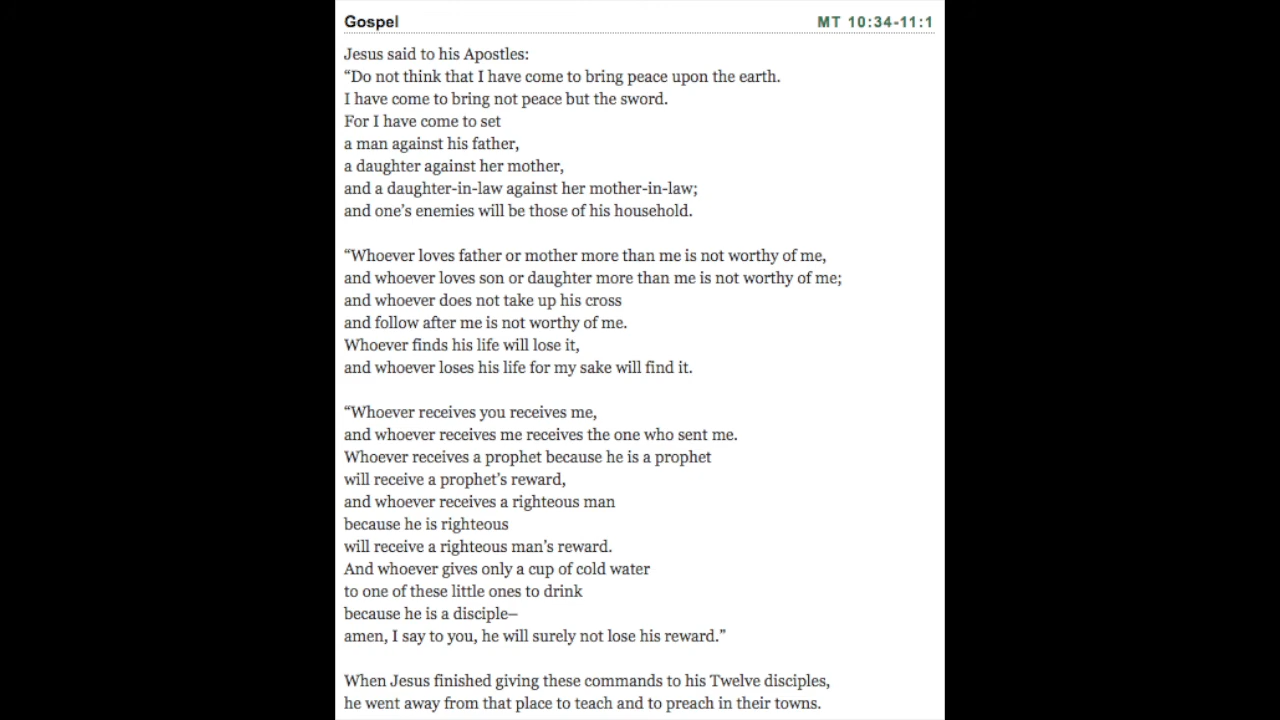 Gospel MT 10:34-11:1
Jesus said to his Apostles:
“Do not think that I have come to bring peace upon the earth.
I have come to bring not peace but the sword.
For I have come to set
a man against his father,
a daughter against her mother,
and a daughter-in-law against her mother-in-law;
and one’s enemies will be those of his household.
“Whoever loves father or mother more than me is not worthy of me,
and whoever loves son or daughter more than me is not worthy of me;
and whoever does not take up his cross
and follow after me is not worthy of me.
Whoever finds his life will lose it,
and whoever loses his life for my sake will find it.
“Whoever receives you receives me,
and whoever receives me receives the one who sent me.
Whoever receives a prophet because he is a prophet
will receive a prophet’s reward,
and whoever receives a righteous man
because he is righteous
will receive a righteous man’s reward.
And whoever gives only a cup of cold water
to one of these little ones to drink
because he is a disciple–
amen, I say to you, he will surely not lose his reward.”
When Jesus finished giving these commands to his Twelve disciples,
he went away from that place to teach and to preach in their towns.